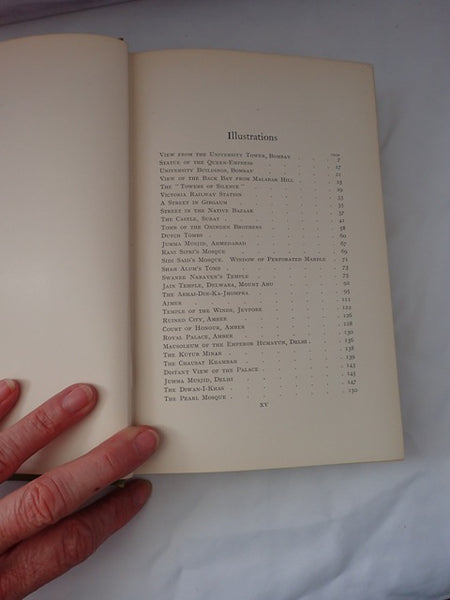 Illustrations
PAGE
View from the University Tower, Bombay . . 7
Statue of the Queen-Empress . . . . 17
University Buildings, Bombay . . . . 21
View of the Back Bay from Malabar Hill . . 25
The "Towers of Silence" . . . . 29
Victoria Railway Station . . . . 33
A Street in Girgaum . . . . 35
Street in the Native Bazaar . . . . 37
The Castle, Surat . . . . 41
Tomb of the Oxinden Brothers . . . . 58
Dutch Tombs . . . . 60
Jumma Musjid, Ahmedabad . . . . 67
Rani Sipri's Mosque . . . . 69
Sidi Said's Mosque. Window of Perforated Marble . 71
Shah Alum's Tomb . . . . 73
Swamee Narayen's Temple . . . . 75
Jain Temple, Delwara, Mount Abu . . . . 92
The Arhai-Din-Ka-Jhompra . . . . 95
Ajmer . . . . 112
Temple of the Winds, Jeypore . . . . 122
Ruined City, Amber . . . . 126
Court of Honour, Amber . . . . 128
Royal Palace, Amber . . . . 130
Mausoleum of the Emperor Humayun, Delhi . . . . 136
The Kutub Minar . . . . 138
The Chausat Khambah . . . . 139
Distant View of the Palace . . . . 143
Jumma Musjid, Delhi . . . . 145
The Diwan-i-Khas . . . . 147
The Pearl Mosque . . . . 150
xv